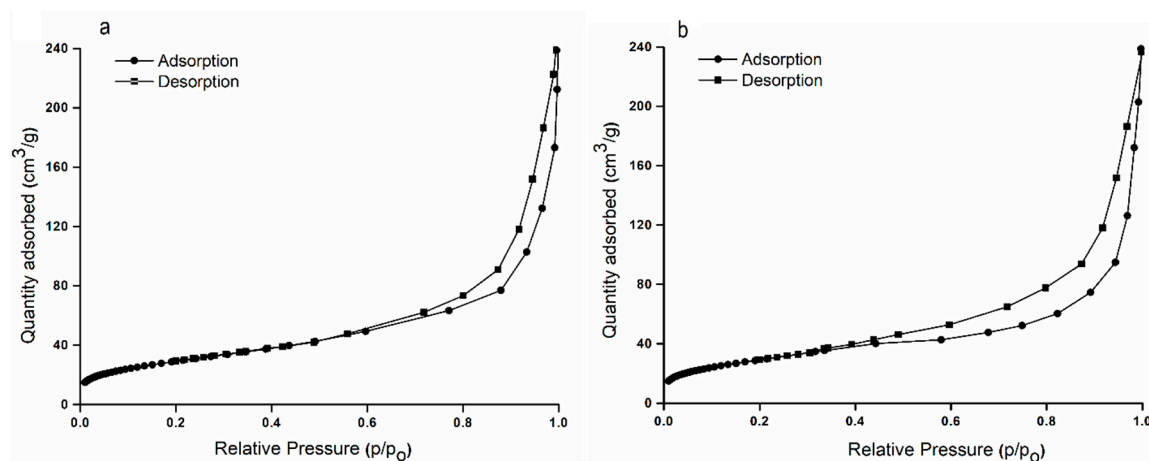 a
Adsorption
Desorption
Quantity adsorbed (cm³/g)
240
200
160
120
80
40
0
0.0 0.2 0.4 0.6 0.8 1.0
Relative Pressure (p/pₒ)
b
Adsorption
Desorption
Quantity adsorbed (cm³/g)
240
200
160
120
80
40
0
0.0 0.2 0.4 0.6 0.8 1.0
Relative Pressure (p/pₒ)